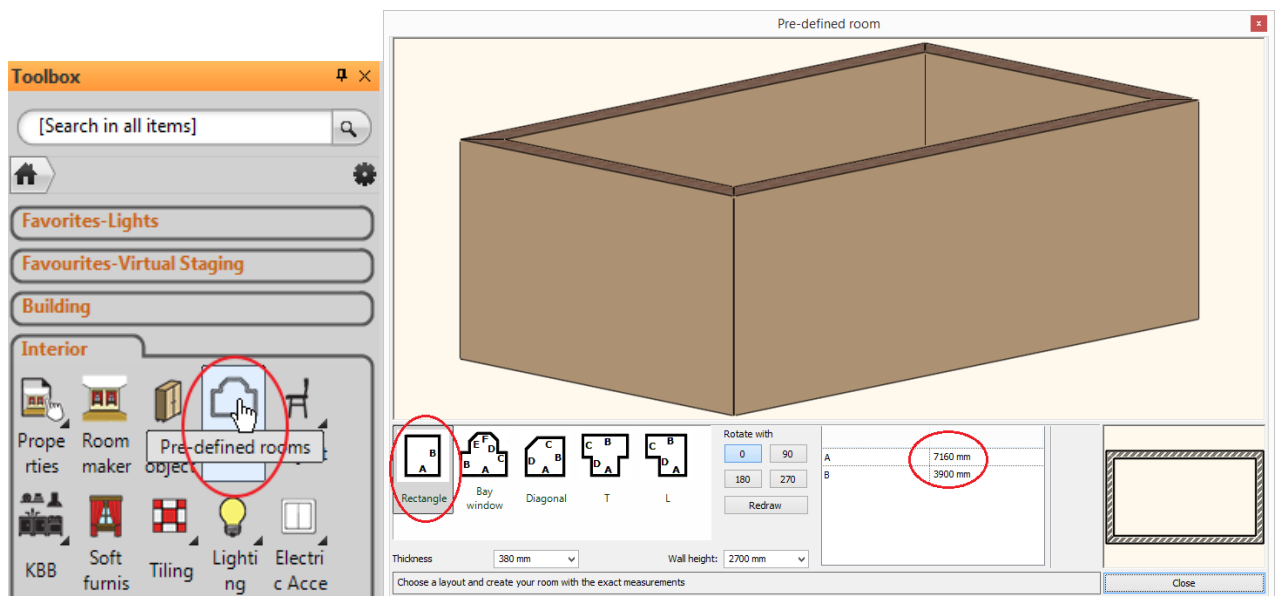 Toolbox
[Search in all items]
Favorites-Lights
Favourites-Virtual Staging
Building
Interior
Prope
rties
Room
maker
object
Pre-defined rooms
t
KBB
Soft
furnis
Tiling
Lighti
ng
Electri
c Acce
Pre-defined room
x
B
A
Rectangle
E F D
B C
A
Bay
window
C
B
D A
Diagonal
C B
D A
T
C B
D A
L
Rotate with
0 90
180 270
Redraw
A 7160 mm
B 3900 mm
Thickness 380 mm Wall height: 2700 mm
Choose a layout and create your room with the exact measurements
Close